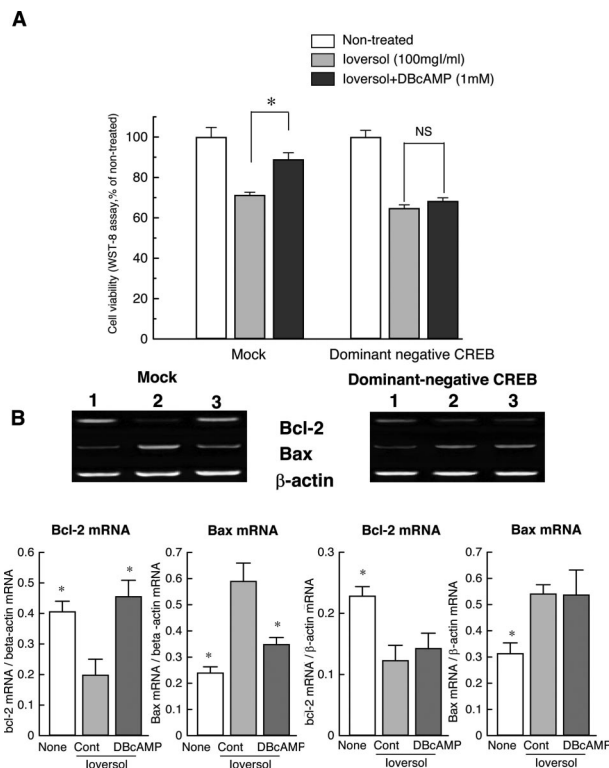 A
Non-treated
Ioversol (100mgI/ml)
Ioversol+DBcAMP (1mM)
Cell viability (WST-8 assay,% of non-treated)
100
80
60
40
20
0
*
NS
Mock
Dominant negative CREB
B
Mock
1 2 3
Dominant-negative CREB
1 2 3
Bcl-2
Bax
β-actin
Bcl-2 mRNA
bcl-2 mRNA / beta-actin mRNA
0.6
0.5
0.4
0.3
0.2
0.1
0
*
*
None Cont DBcAMP
Ioversol
Bax mRNA
Bax mRNA / beta -actin mRNA
0.7
0.6
0.5
0.4
0.3
0.2
0.1
0
*
*
None Cont DBcAMP
Ioversol
Bcl-2 mRNA
bcl-2 mRNA / β-actin mRNA
0.3
0.2
0.1
0
*
None Cont DBcAMP
Ioversol
Bax mRNA
Bax mRNA / β-actin mRNA
0.7
0.6
0.5
0.4
0.3
0.2
0.1
0
*
None Cont DBcAMP
Ioversol